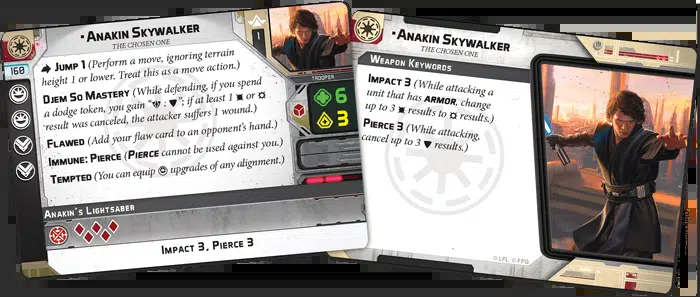 •Anakin Skywalker
The Chosen One
1
160
Jump 1 (Perform a move, ignoring terrain
height 1 or lower. Treat this as a move action.)
Djem So Mastery (While defending, if you spend
a dodge token, you gain " : "; if at least 1 or
result was canceled, the attacker suffers 1 wound.)
Flawed (Add your flaw card to an opponent's hand.)
Immune: Pierce (Pierce cannot be used against you.)
Tempted (You can equip upgrades of any alignment.)
Trooper
6
3
Anakin's Lightsaber
Impact 3, Pierce 3
•Anakin Skywalker
The Chosen One
Weapon Keywords
Impact 3 (While attacking a
unit that has Armor, change
up to 3 results to results.)
Pierce 3 (While attacking,
cancel up to 3 results.)
© LFL © FFG